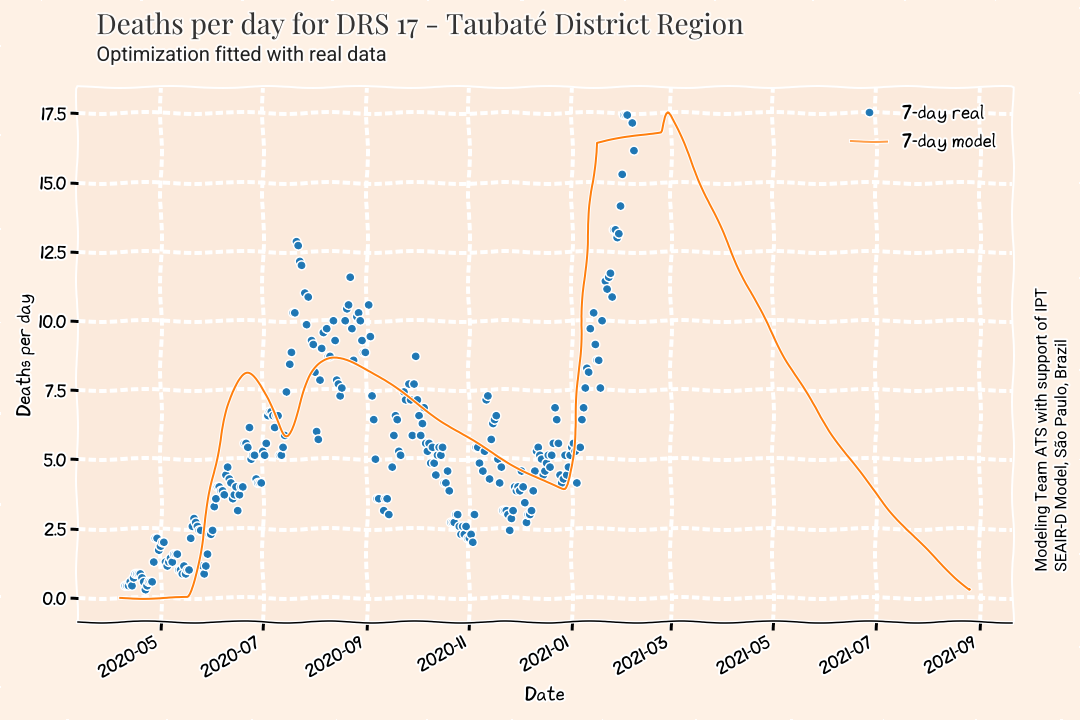 Deaths per day for DRS 17 - Taubaté District Region
Optimization fitted with real data
17.5
15.0
12.5
10.0
7.5
5.0
2.5
0.0
Deaths per day
7-day real
7-day model
2020-05
2020-07
2020-09
2020-11
2021-01
2021-03
2021-05
2021-07
2021-09
Date
Modeling Team ATS with support of IPT
SEAIR-D Model, São Paulo, Brazil